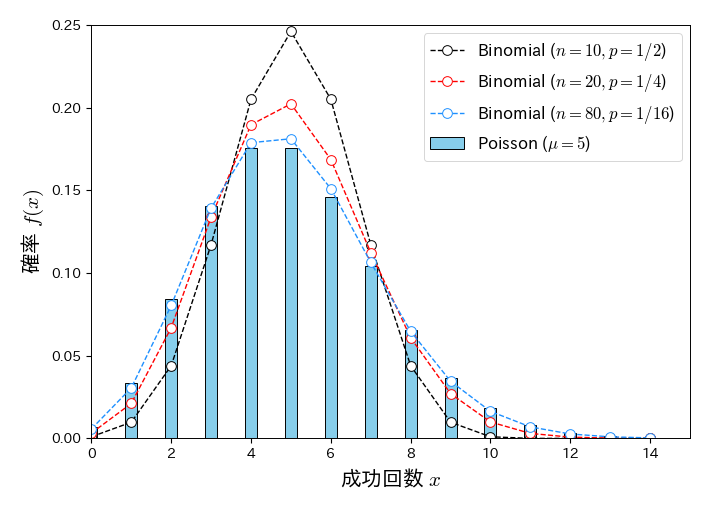 0.25
0.20
0.15
0.10
0.05
0.00
確率 f(x)
0 2 4 6 8 10 12 14
成功回数 x
Binomial (n = 10, p = 1/2)
Binomial (n = 20, p = 1/4)
Binomial (n = 80, p = 1/16)
Poisson (μ = 5)